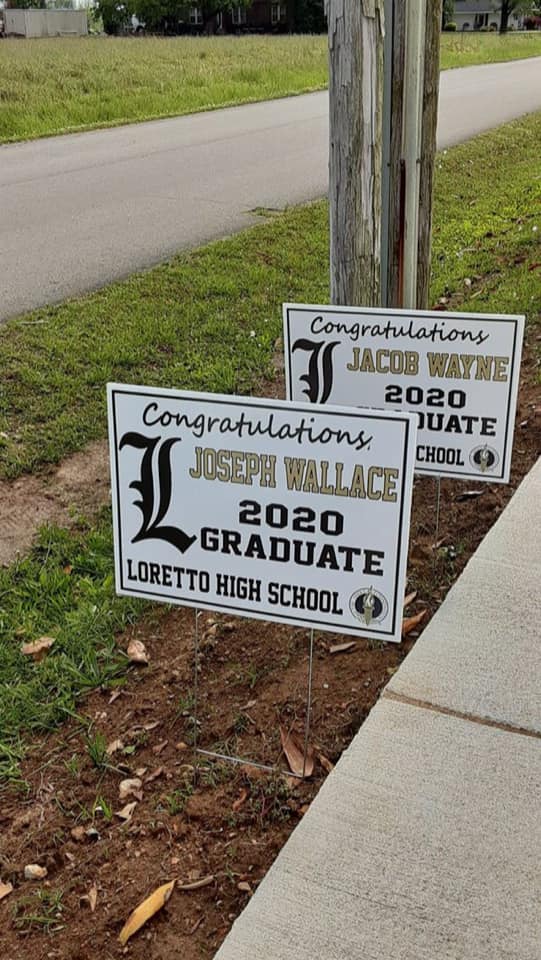 Congratulations
JACOB WAYNE
L
2020
GRADUATE
SCHOOL
Congratulations,
JOSEPH WALLACE
L
2020
GRADUATE
LORETTO HIGH SCHOOL